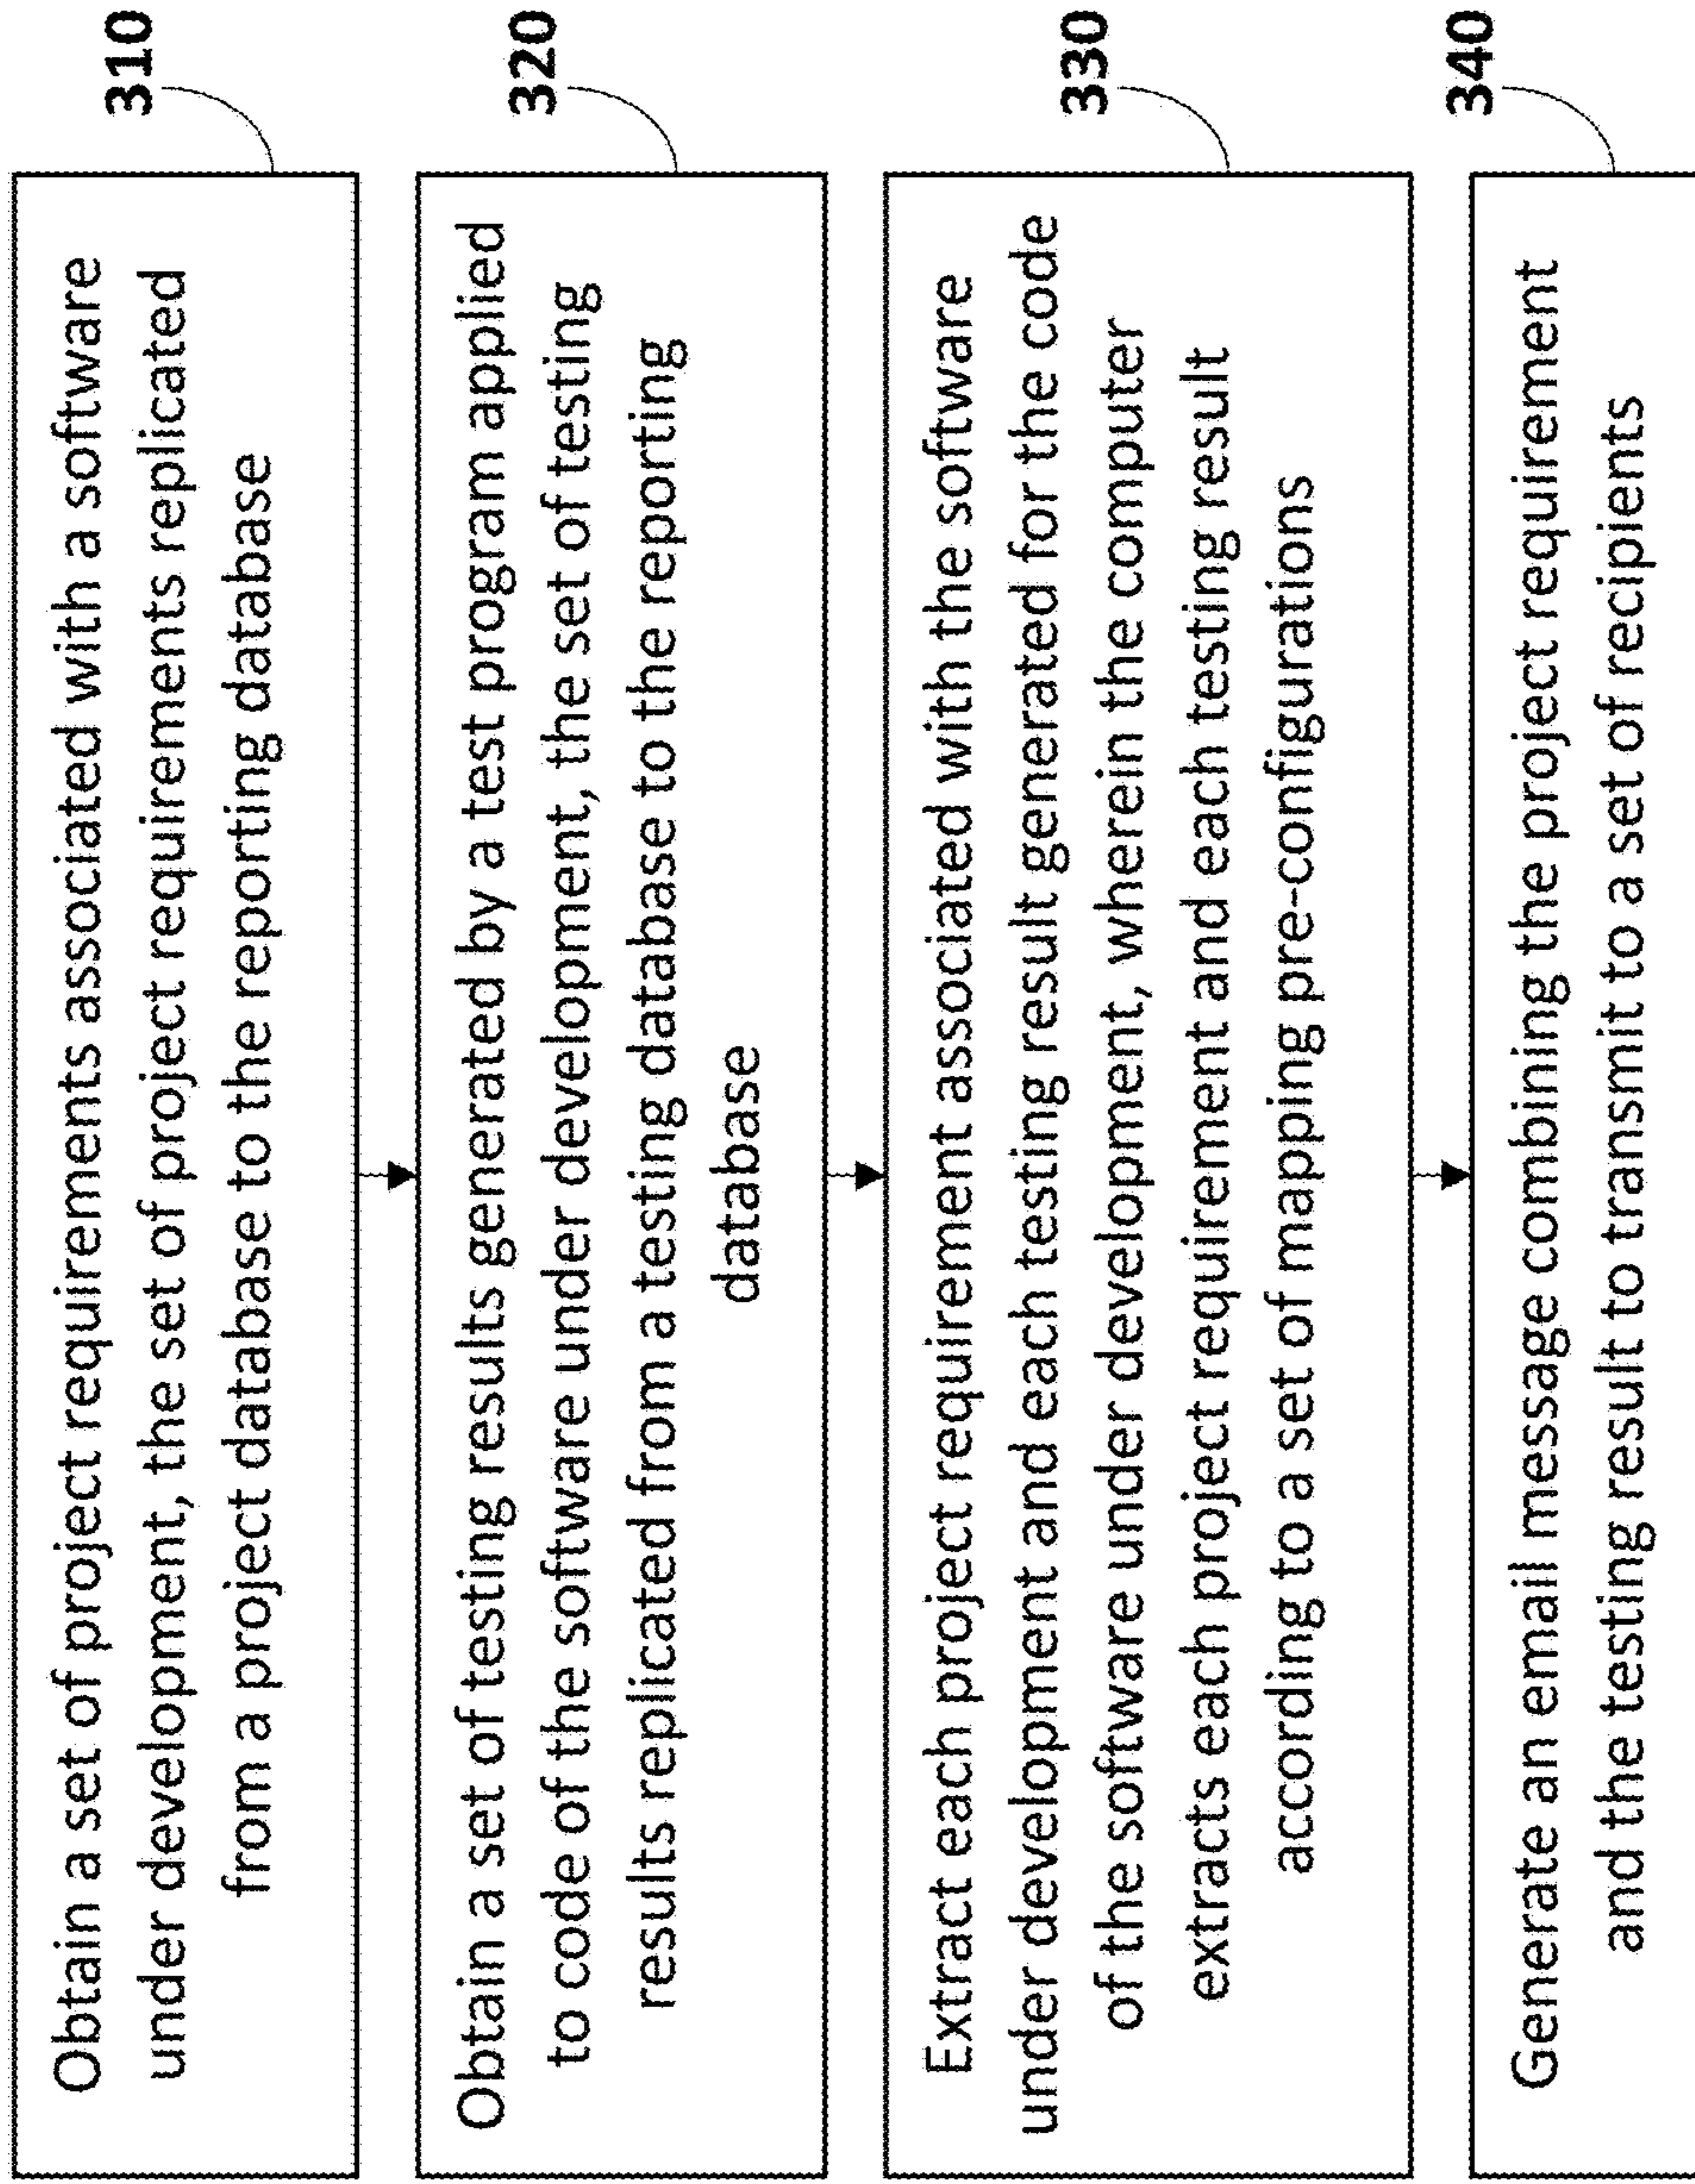 Obtain a set of project requirements associated with a software
under development, the set of project requirements replicated
from a project database to the reporting database
310
Obtain a set of testing results generated by a test program applied
to code of the software under development, the set of testing
results replicated from a testing database to the reporting
database
320
Extract each project requirement associated with the software
under development and each testing result generated for the code
of the software under development, wherein the computer
extracts each project requirement and each testing result
according to a set of mapping pre-configurations
330
Generate an email message combining the project requirement
and the testing result to transmit to a set of recipients
340